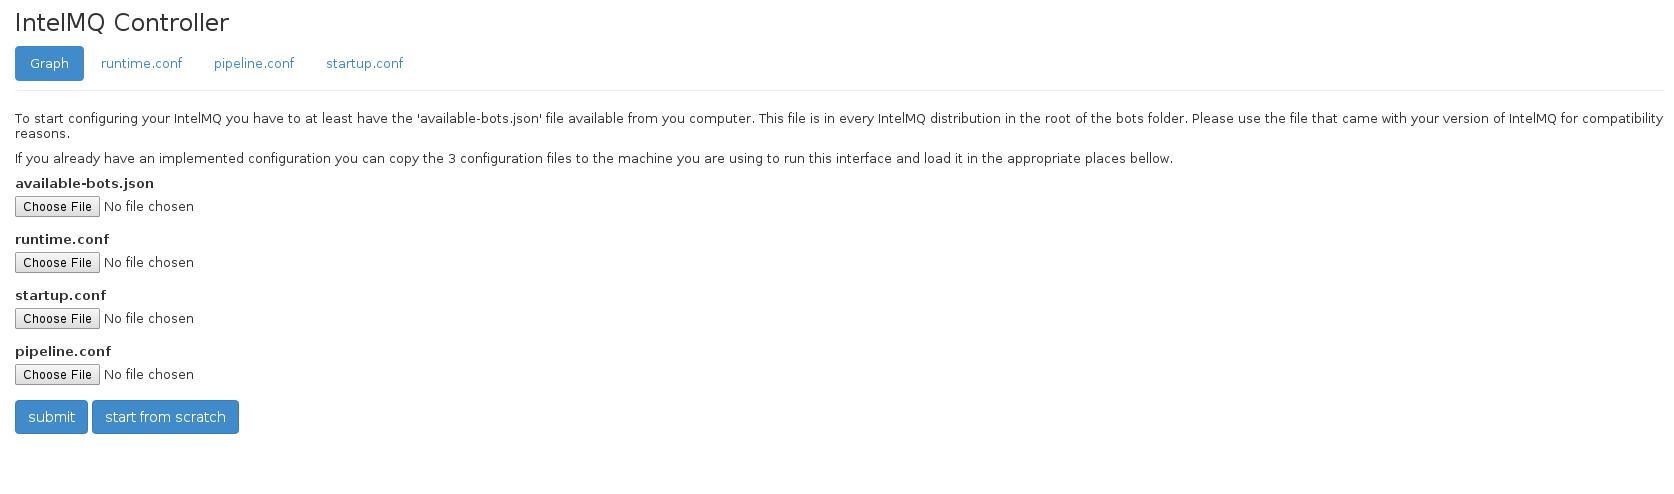 IntelMQ Controller
Graph runtime.conf pipeline.conf startup.conf
To start configuring your IntelMQ you have to at least have the 'available-bots.json' file available from you computer. This file is in every IntelMQ distribution in the root of the bots folder. Please use the file that came with your version of IntelMQ for compatibility
reasons.
If you already have an implemented configuration you can copy the 3 configuration files to the machine you are using to run this interface and load it in the appropriate places bellow.
available-bots.json
Choose File No file chosen
runtime.conf
Choose File No file chosen
startup.conf
Choose File No file chosen
pipeline.conf
Choose File No file chosen
submit start from scratch